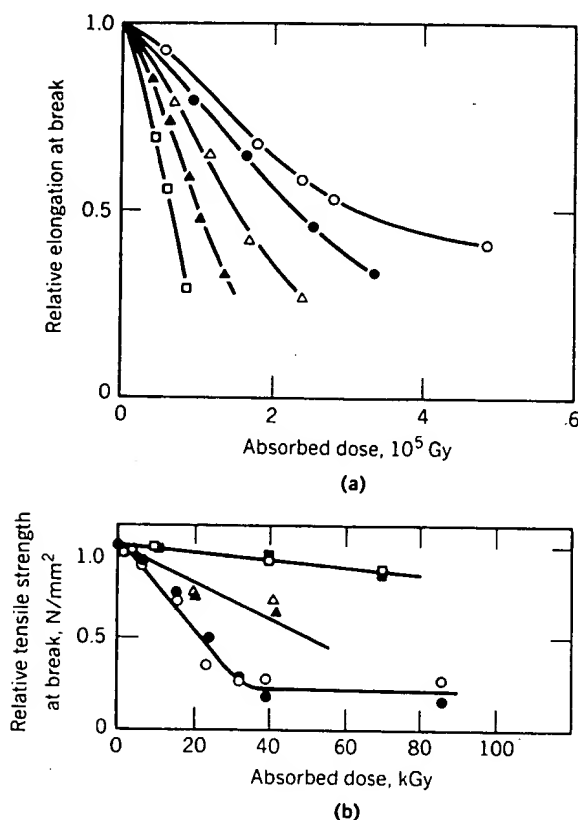 1.0
0.5
0
Relative elongation at break
0 2 4 .6
Absorbed dose, 10⁵ Gy
(a)
Relative tensile strength
at break, N/mm²
1.0
0.5
0
0 20 40 60 80 100
Absorbed dose, kGy
(b)